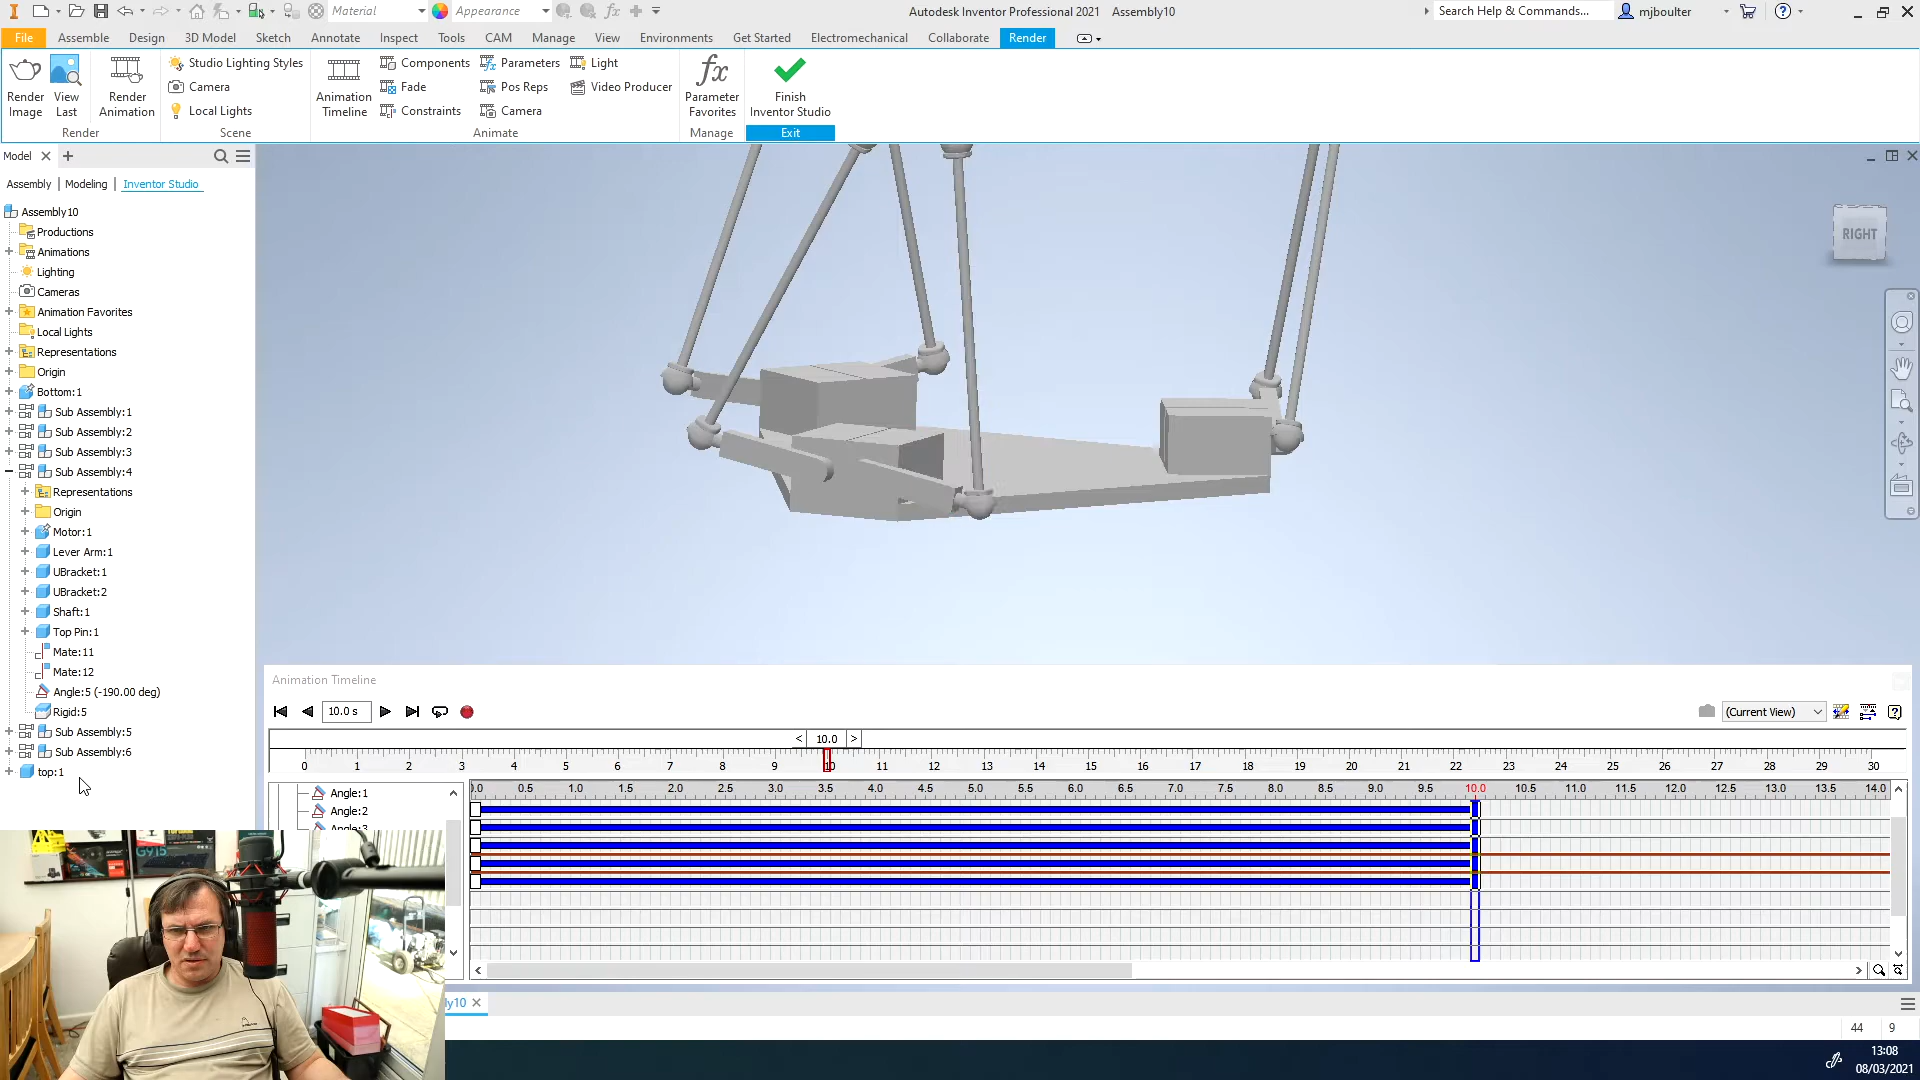 Material
Appearance
Autodesk Inventor Professional 2021 Assembly10
Search Help & Commands...
mjboulter
File
Assemble
Design
3D Model
Sketch
Annotate
Inspect
Tools
CAM
Manage
View
Environments
Get Started
Electromechanical
Collaborate
Render
Render Image
View Last
Render Animation
Studio Lighting Styles
Camera
Local Lights
Animation Timeline
Components
Fade
Constraints
Parameters
Pos Reps
Camera
Light
Video Producer
Parameter Favorites
Finish Inventor Studio
Render
Scene
Animate
Manage
Exit
Model
Assembly
Modeling
Inventor Studio
Assembly10
Productions
Animations
Lighting
Cameras
Animation Favorites
Local Lights
Representations
Origin
Bottom:1
Sub Assembly:1
Sub Assembly:2
Sub Assembly:3
Sub Assembly:4
Representations
Origin
Motor:1
Lever Arm:1
UBracket:1
UBracket:2
Shaft:1
Top Pin:1
Mate:11
Mate:12
Angle:5 (-190.00 deg)
Rigid:5
Sub Assembly:5
Sub Assembly:6
top:1
RIGHT
Animation Timeline
10.0 s
(Current View)
< 10.0 >
0 1 2 3 4 5 6 7 8 9 10 11 12 13 14 15 16 17 18 19 20 21 22 23 24 25 26 27 28 29 30
0.0 0.5 1.0 1.5 2.0 2.5 3.0 3.5 4.0 4.5 5.0 5.5 6.0 6.5 7.0 7.5 8.0 8.5 9.0 9.5 10.0 10.5 11.0 11.5 12.0 12.5 13.0 13.5 14.0
Angle:1
Angle:2
Angle:3
G915
ly10
44 9
13:08
08/03/2021